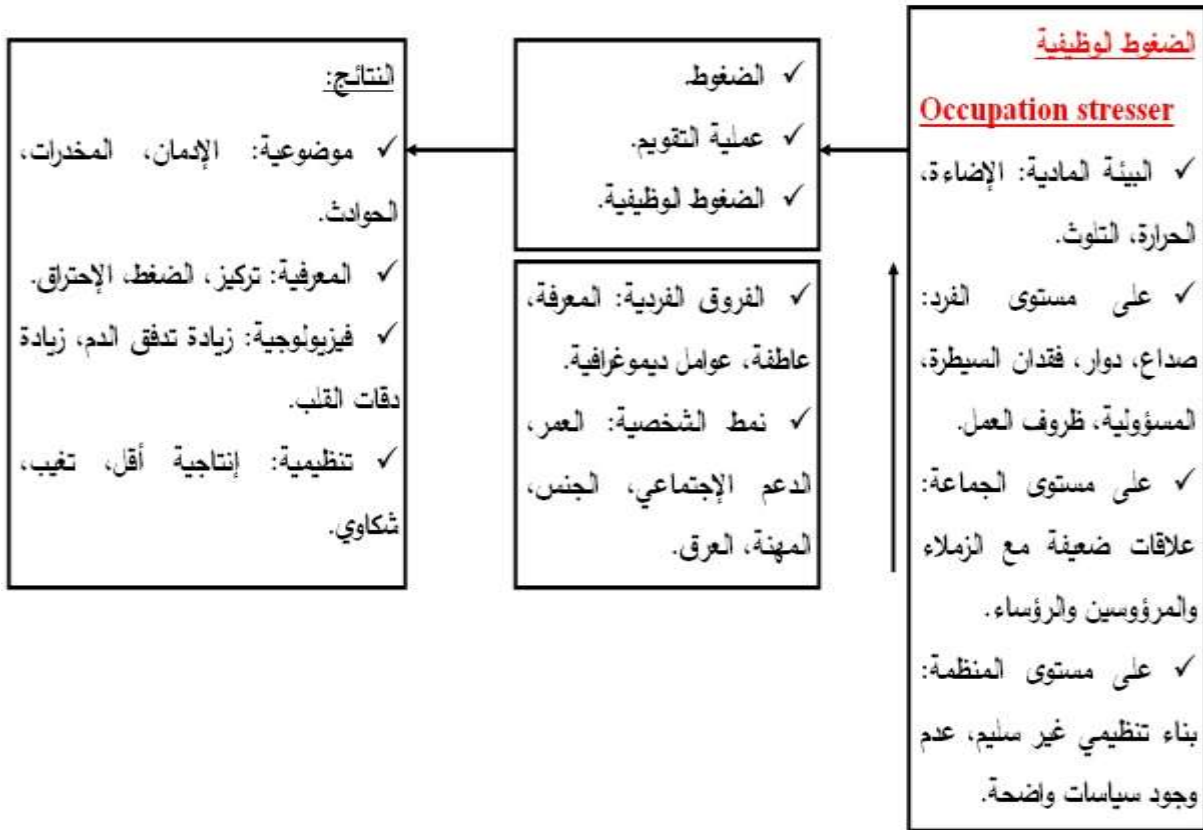 الضغوط لوظيفية
Occupation stresser
✓ البيئة المادية: الإضاءة،
الحرارة، التلوث.
✓ على مستوى الفرد:
صداع، دوار، فقدان السيطرة،
المسؤولية، ظروف العمل.
✓ على مستوى الجماعة:
علاقات ضعيفة مع الزملاء
والمرؤوسين والرؤساء.
✓ على مستوى المنظمة:
بناء تنظيمي غير سليم، عدم
وجود سياسات واضحة.
✓ الضغوط.
✓ عملية التقويم.
✓ الضغوط لوظيفية.
✓ الفروق الفردية: المعرفة،
عاطفة، عوامل ديموغرافية.
✓ نمط الشخصية: العمر،
الدعم الإجتماعي، الجنس،
المهنة، العرق.
النتائج:
✓ موضوعية: الإدمان، المخدرات،
الحوادث.
✓ المعرفية: تركيز، الضغط، الإحتراق.
✓ فيزيولوجية: زيادة تدفق الدم، زيادة
دقات القلب.
✓ تنظيمية: إنتاجية أقل، تغيب،
شكاوي.